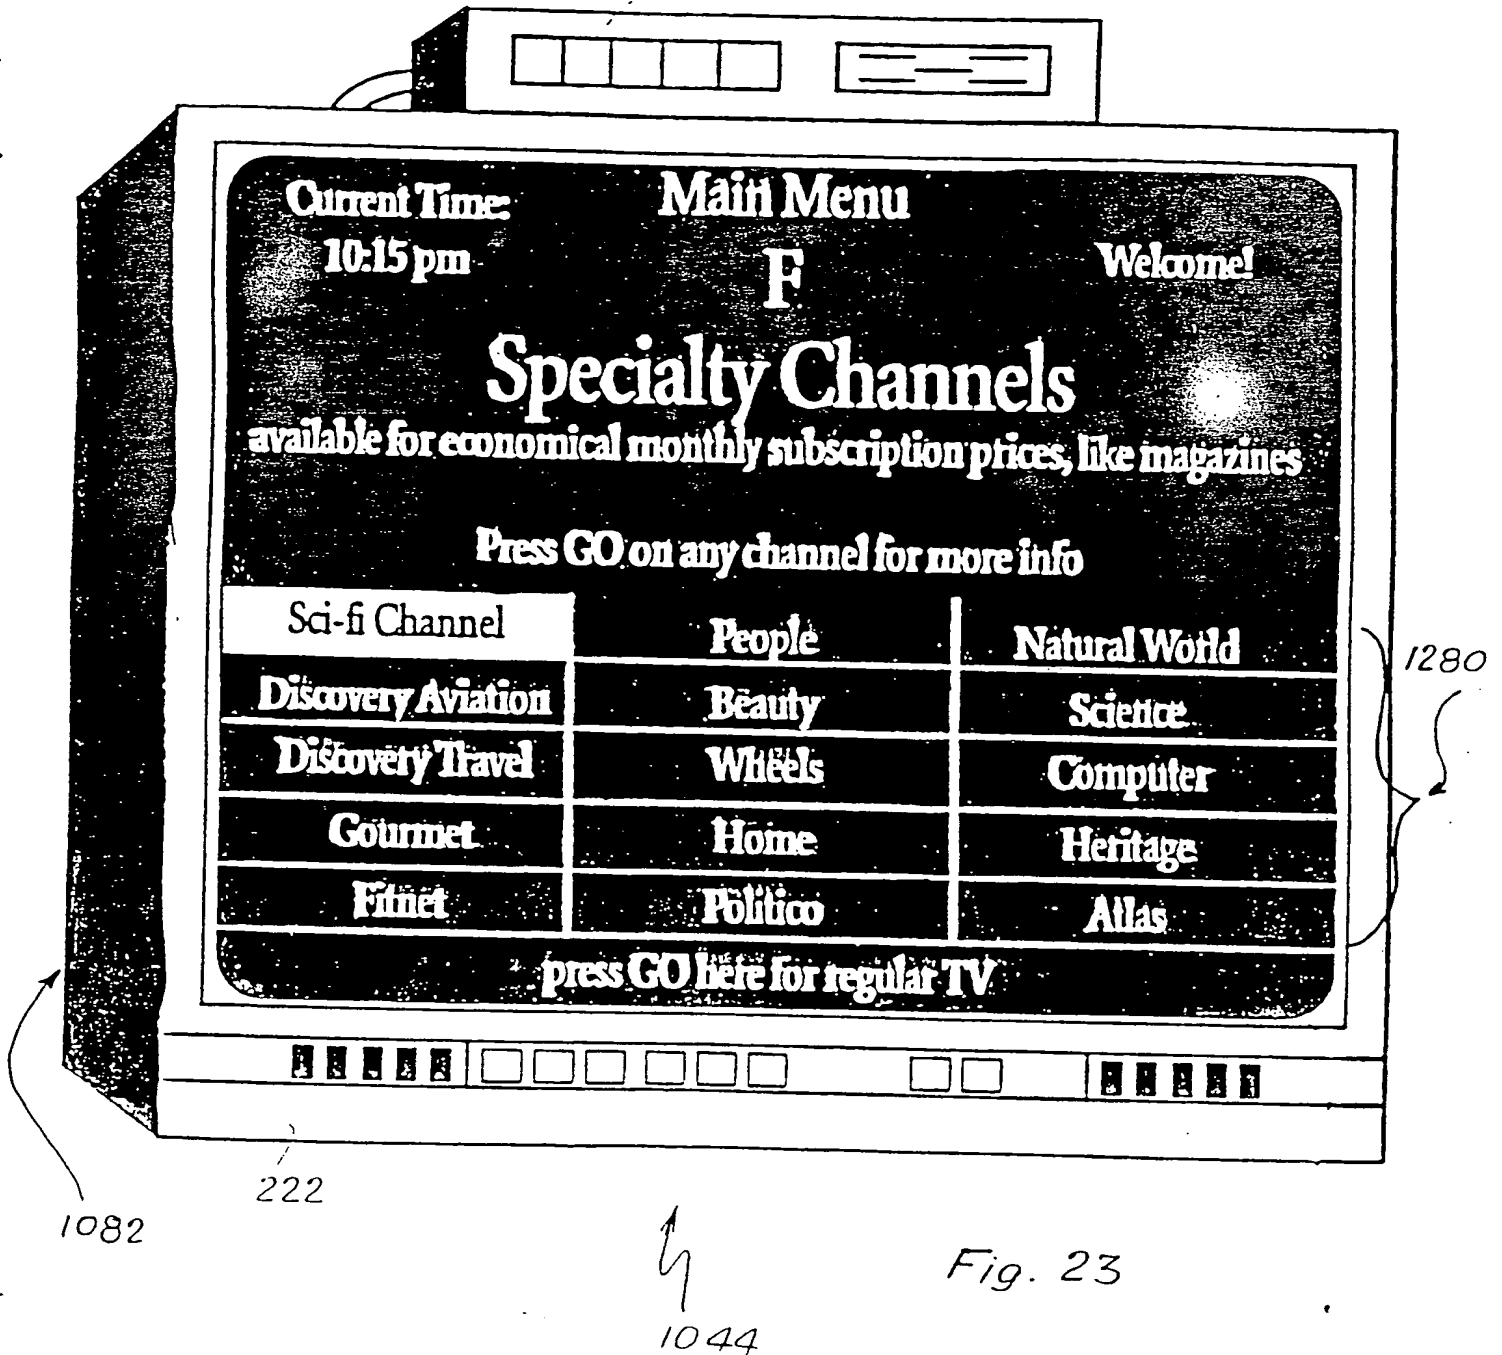 Current Time:
Main Menu
10:15 pm
F
Welcome!
Specialty Channels
available for economical monthly subscription prices, like magazines
Press GO on any channel for more info
Sci-fi Channel
People
Natural World
Discovery Aviation
Beauty
Science
Discovery Travel
Wheels
Computer
Gourmet
Home
Heritage
Fitnet
Politico
Atlas
press GO here for regular TV
1280
222
1082
1044
Fig. 23